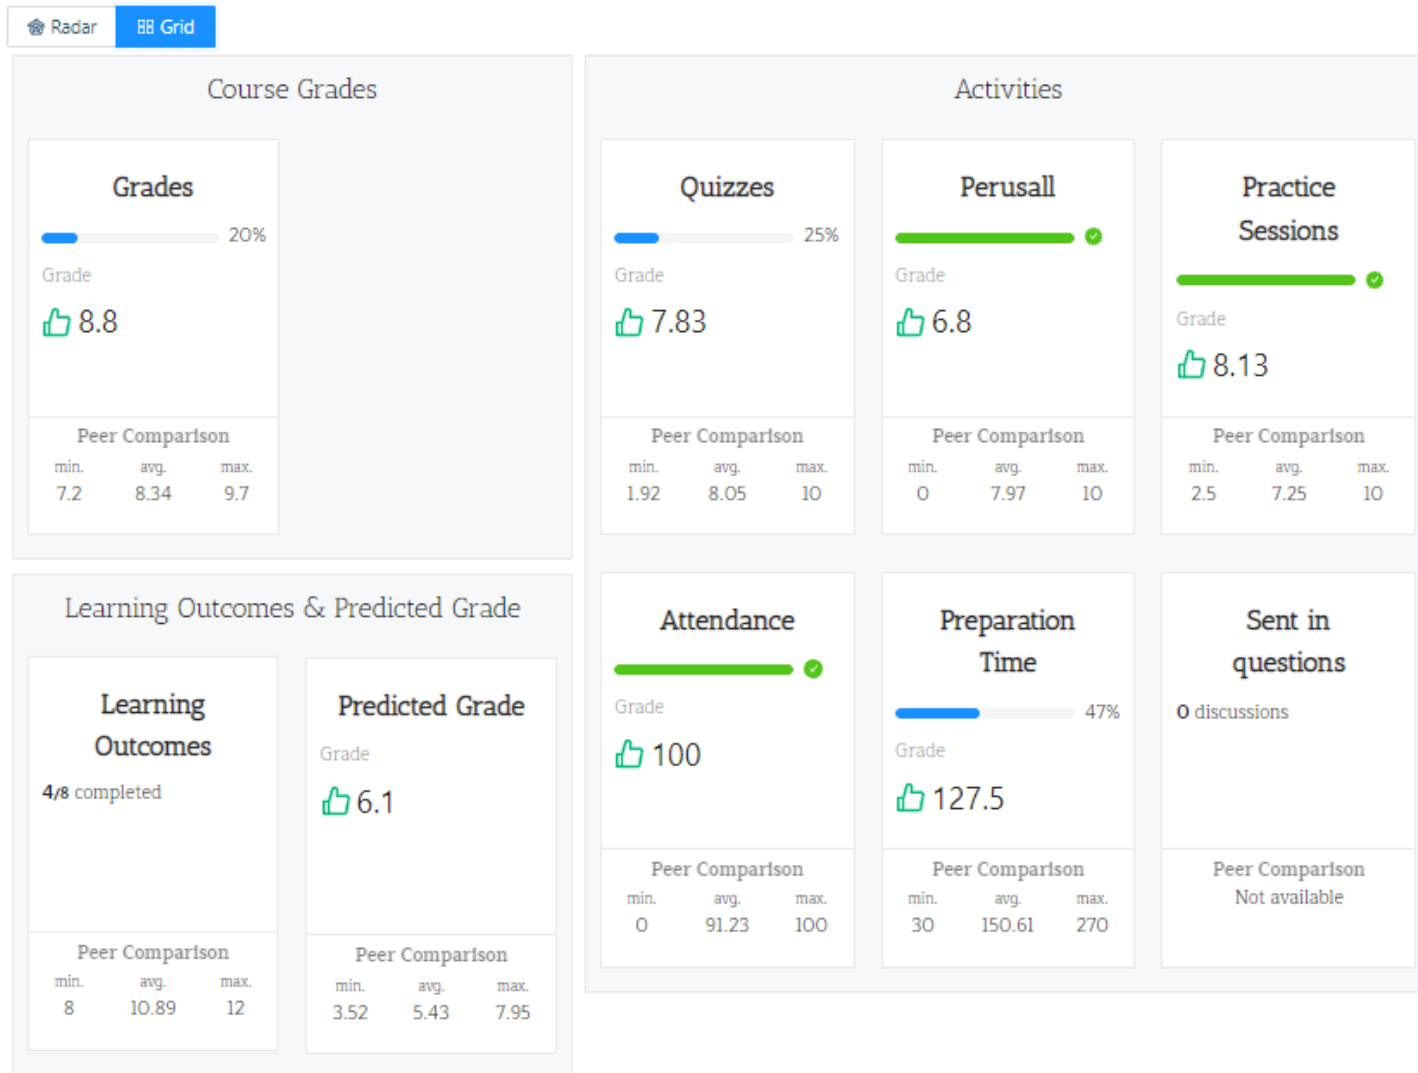 Radar
Grid
Course Grades
Grades
20%
Grade
8.8
Peer Comparison
min. avg. max.
7.2 8.34 9.7
Learning Outcomes & Predicted Grade
Learning
Outcomes
4/8 completed
Peer Comparison
min. avg. max.
8 10.89 12
Predicted Grade
Grade
6.1
Peer Comparison
min. avg. max.
3.52 5.43 7.95
Activities
Quizzes
25%
Grade
7.83
Peer Comparison
min. avg. max.
1.92 8.05 10
Perusall
Grade
6.8
Peer Comparison
min. avg. max.
0 7.97 10
Practice
Sessions
Grade
8.13
Peer Comparison
min. avg. max.
2.5 7.25 10
Attendance
Grade
100
Peer Comparison
min. avg. max.
0 91.23 100
Preparation
Time
47%
Grade
127.5
Peer Comparison
min. avg. max.
30 150.61 270
Sent in
questions
0 discussions
Peer Comparison
Not available